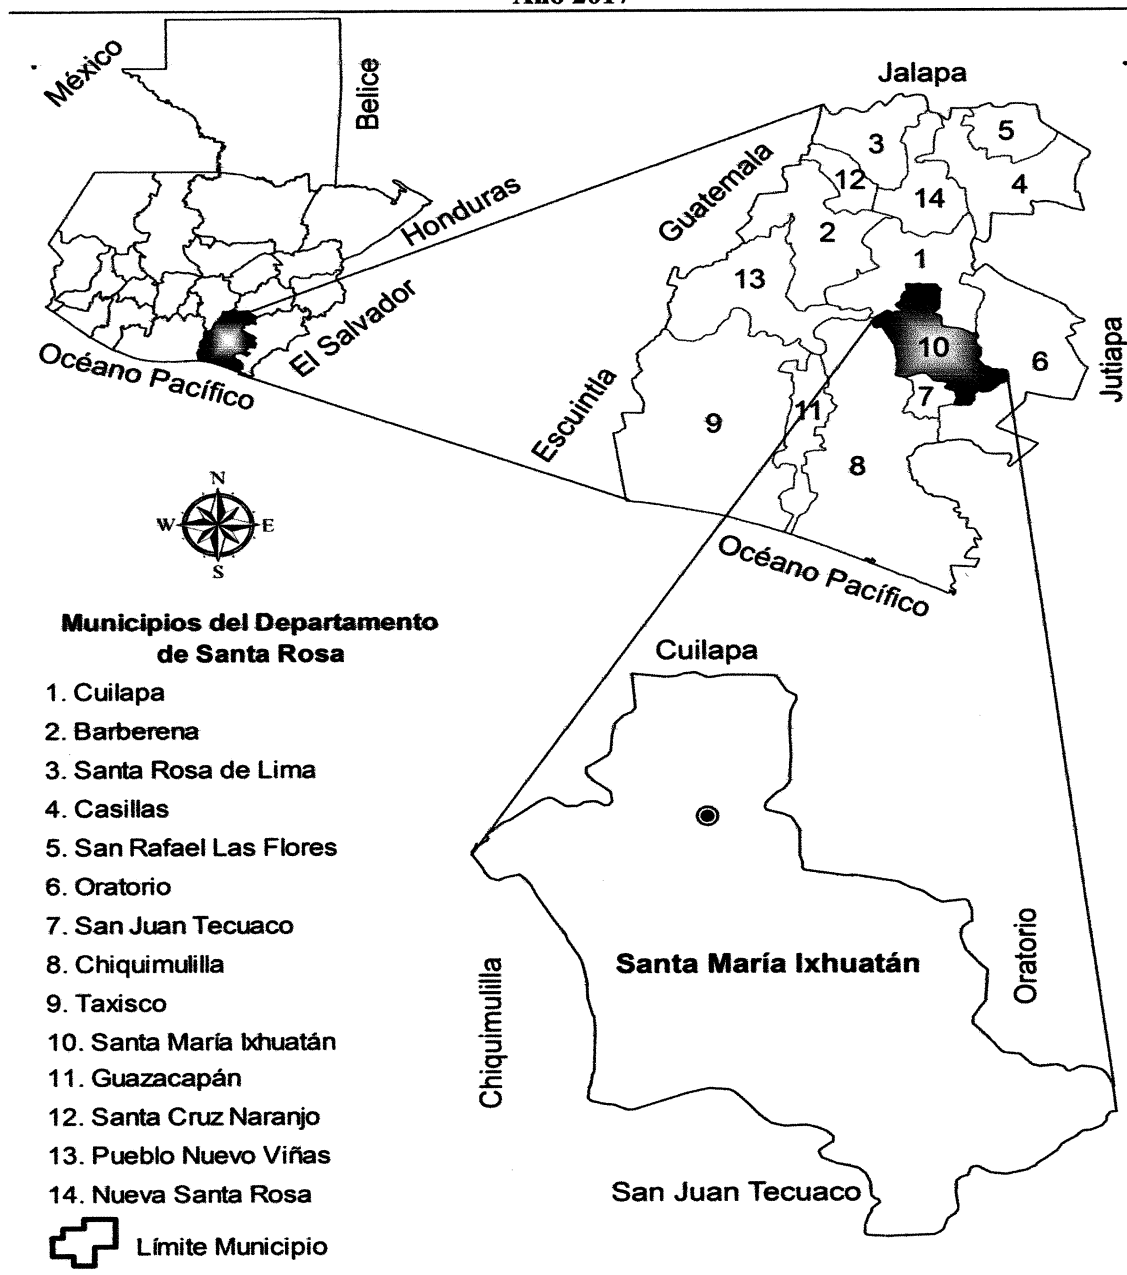 Año 2017
México
Belice
Honduras
El Salvador
Océano Pacífico
Jalapa
Guatemala
Escuintla
Jutiapa
Océano Pacífico
3
5
12
14
4
2
1
13
10
6
7
11
9
8
N
W
E
S
Municipios del Departamento
de Santa Rosa
1. Cuilapa
2. Barberena
3. Santa Rosa de Lima
4. Casillas
5. San Rafael Las Flores
6. Oratorio
7. San Juan Tecuaco
8. Chiquimulilla
9. Taxisco
10. Santa María Ixhuatán
11. Guazacapán
12. Santa Cruz Naranjo
13. Pueblo Nuevo Viñas
14. Nueva Santa Rosa
Límite Municipio
Cuilapa
Santa María Ixhuatán
Oratorio
Chiquimulilla
San Juan Tecuaco